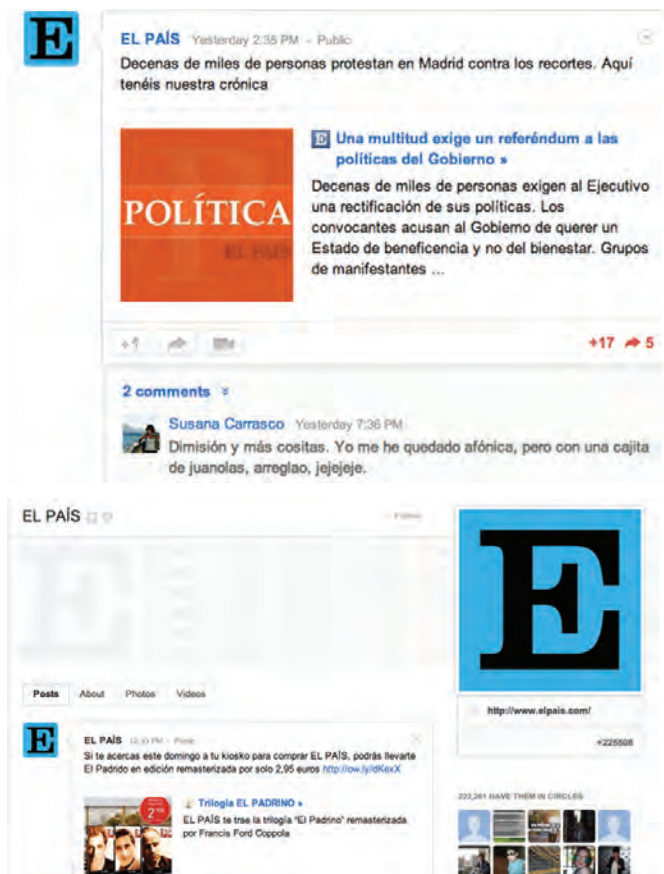 E
EL PAÍS Yesterday 2:35 PM - Public
Decenas de miles de personas protestan en Madrid contra los recortes. Aquí
tenéis nuestra crónica
POLÍTICA
EL PAÍS
E Una multitud exige un referéndum a las
políticas del Gobierno »
Decenas de miles de personas exigen al Ejecutivo
una rectificación de sus políticas. Los
convocantes acusan al Gobierno de querer un
Estado de beneficencia y no del bienestar. Grupos
de manifestantes ...
+1
+17 5
2 comments
Susana Carrasco Yesterday 7:36 PM
Dimisión y más cositas. Yo me he quedado afónica, pero con una cajita
de juanolas, arreglao, jejejeje.
EL PAÍS
E
E
Posts About Photos Videos
http://www.elpais.com/
+225508
E
EL PAÍS
Si te acercas este domingo a tu kiosko para comprar EL PAÍS, podrás llevarte
El Padrido en edición remasterizada por solo 2,95 euros http://ow.ly/dKexX
Trilogía EL PADRINO »
EL PAÍS te trae la trilogía "El Padrino" remasterizada
por Francis Ford Coppola
HAVE THEM IN CIRCLES